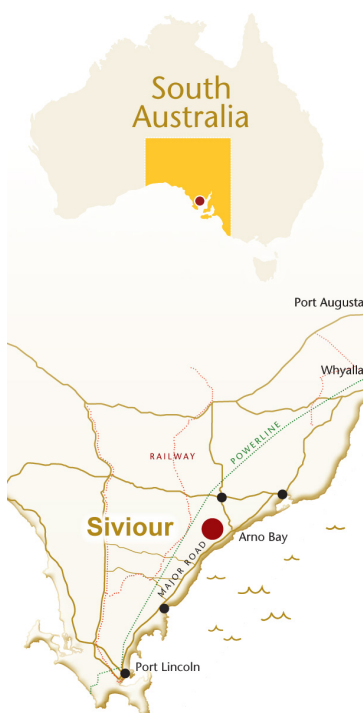 South
Australia
Port Augusta
Whyalla
RAILWAY
POWERLINE
Siviour
MAJOR ROAD
Arno Bay
Port Lincoln